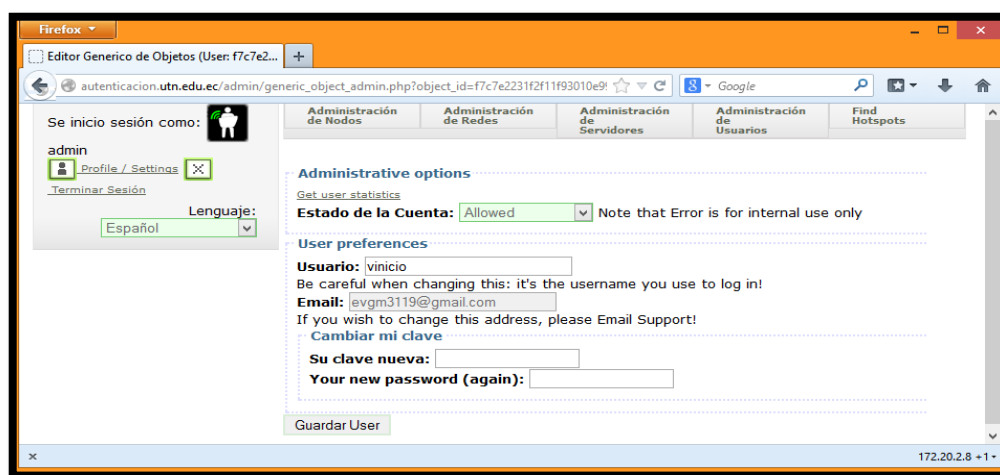 Firefox
Editor Generico de Objetos (User: f7c7e2...
autenticacion.utn.edu.ec/admin/generic_object_admin.php?object_id=f7c7e2231f2f11f93010e9
Google
Se inicio sesión como:
admin
Profile / Settings
Terminar Sesión
Lenguaje:
Español
Administración de Nodos
Administración de Redes
Administración de Servidores
Administración de Usuarios
Find Hotspots
Administrative options
Get user statistics
Estado de la Cuenta: Allowed Note that Error is for internal use only
User preferences
Usuario: vinicio
Be careful when changing this: it's the username you use to log in!
Email: evgm3119@gmail.com
If you wish to change this address, please Email Support!
Cambiar mi clave
Su clave nueva:
Your new password (again):
Guardar User
172.20.2.8 +1